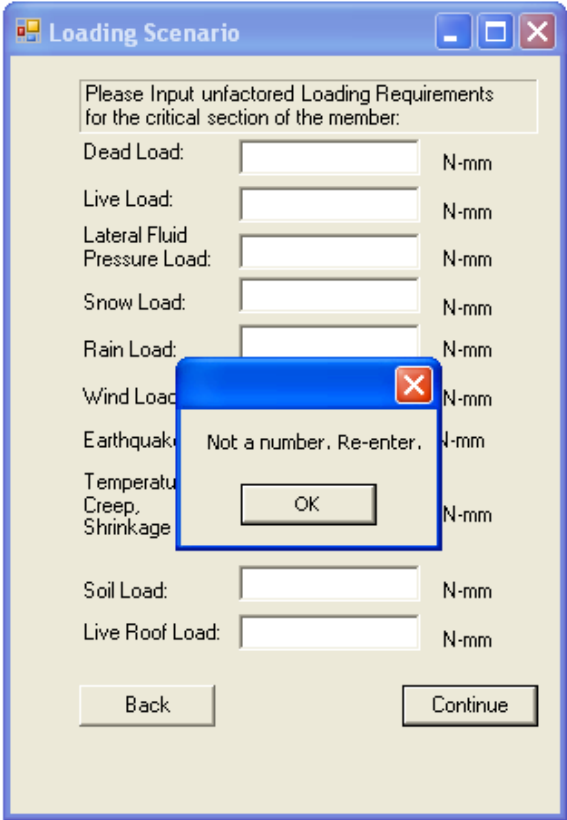 Loading Scenario
Please Input unfactored Loading Requirements
for the critical section of the member:
Dead Load: N-mm
Live Load: N-mm
Lateral Fluid
Pressure Load: N-mm
Snow Load: N-mm
Rain Load: N-mm
Wind Load N-mm
Earthquake N-mm
Not a number. Re-enter.
OK
Temperatu
Creep,
Shrinkage N-mm
Soil Load: N-mm
Live Roof Load: N-mm
Back Continue